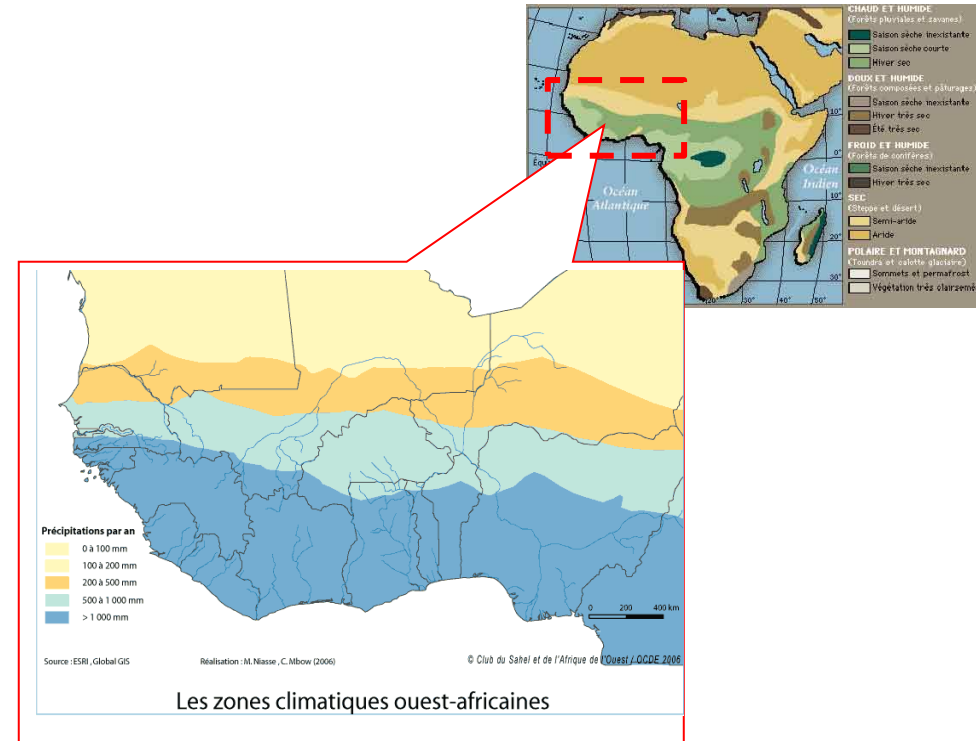 CHAUD ET HUMIDE
(Forêts pluviales et savanes)
Saison sèche inexistante
Saison sèche courte
Hiver sec
DOUX ET HUMIDE
(Forêts composées et pâturages)
Saison sèche inexistante
Hiver très sec
Été très sec
FROID ET HUMIDE
(Forêts de conifères)
Saison sèche inexistante
Hiver très sec
SEC
(Steppe et désert)
Semi-aride
Aride
POLAIRE ET MONTAGNARD
(Toundra et calotte glaciaire)
Sommets et permafrost
Végétation très clairsemé
10°
0°
Océan
Indien
Océan
Atlantique
10°
20°
30°
20°
30°
40°
50°
Précipitations par an
0 à 100 mm
100 à 200 mm
200 à 500 mm
500 à 1 000 mm
> 1 000 mm
0 200 400 km
Source : ESRI , Global GIS
Réalisation : M. Niasse , C. Mbow (2006)
© Club du Sahel et de l'Afrique de l'Ouest / OCDE 2006
Les zones climatiques ouest-africaines